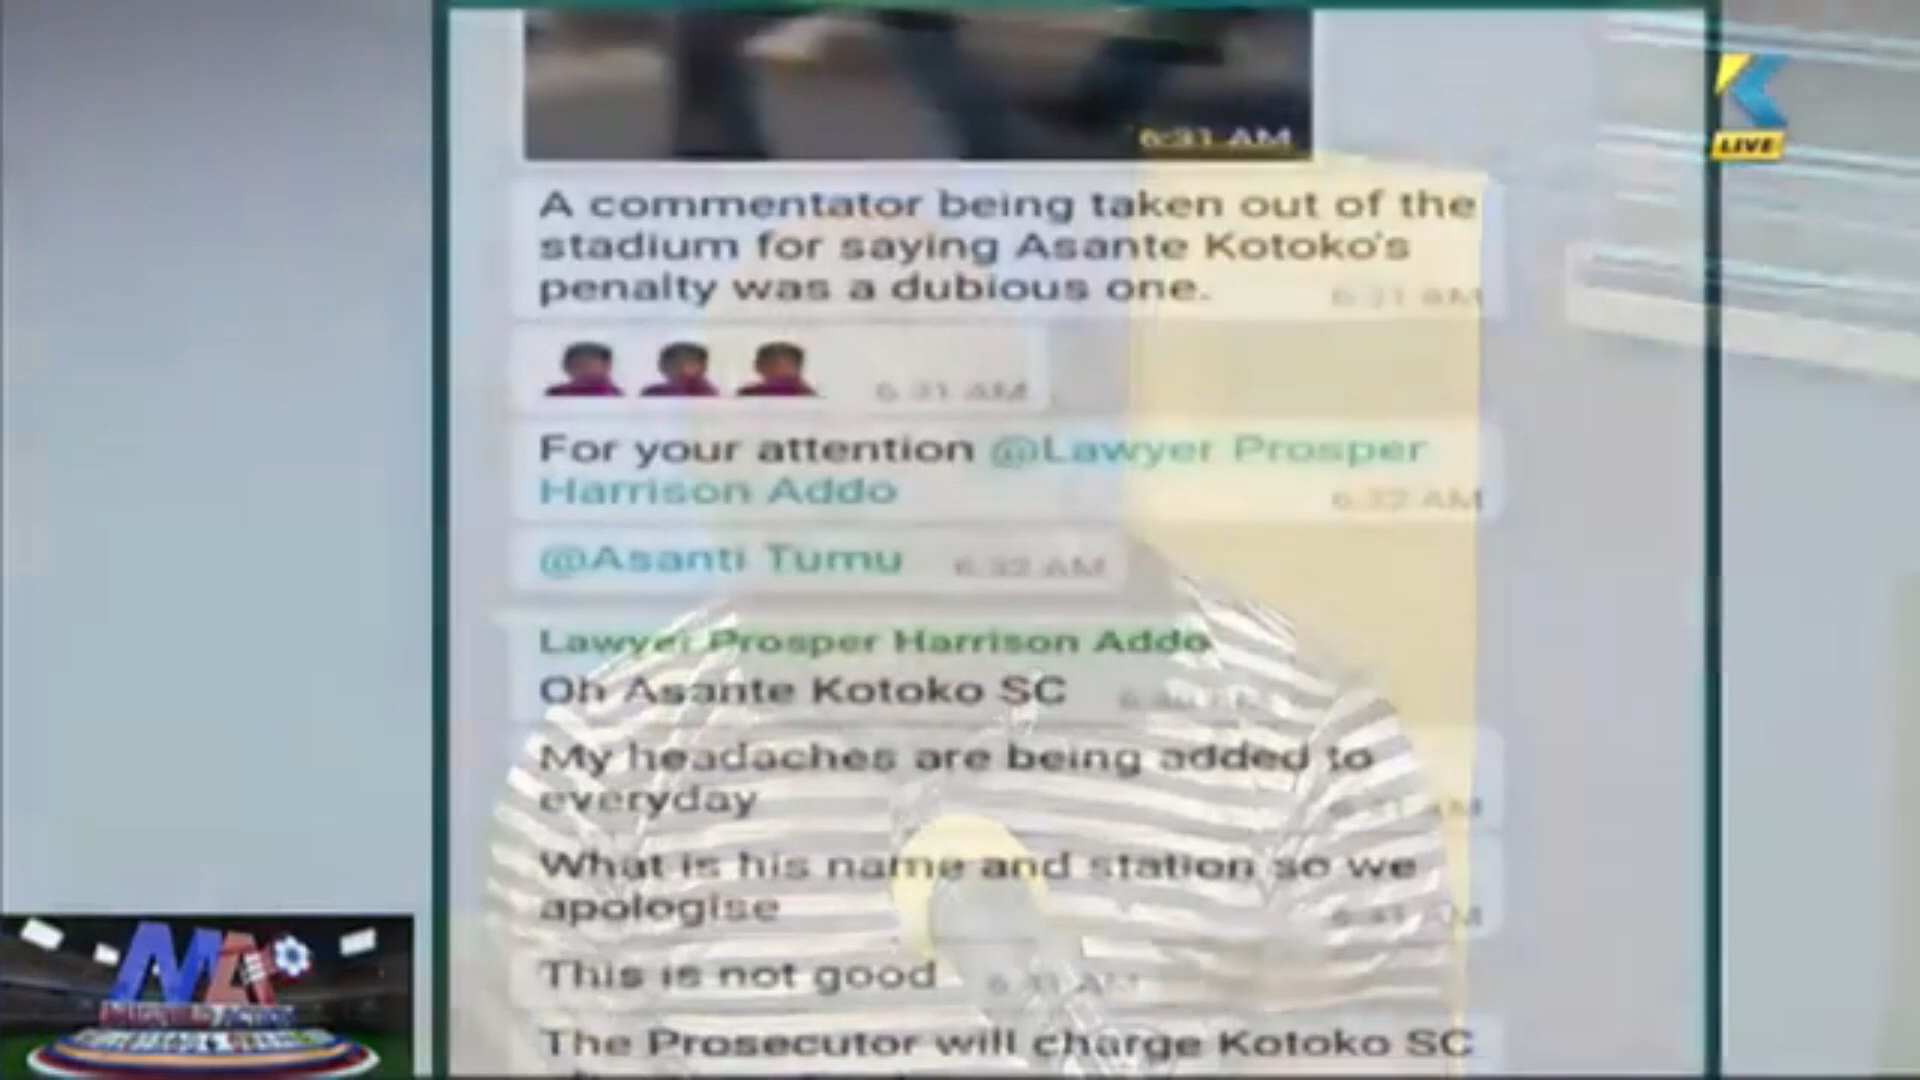 6:31 AM
LIVE
A commentator being taken out of the
stadium for saying Asante Kotoko's
penalty was a dubious one.
6:31 AM
6:31 AM
For your attention @Lawyer Prosper
Harrison Addo
6:32 AM
@Asanti Tumu 6:32 AM
Lawyer Prosper Harrison Addo
Oh Asante Kotoko SC
My headaches are being added to
everyday
What is his name and station so we
apologise
6:41 AM
This is not good
The Prosecutor will charge Kotoko SC